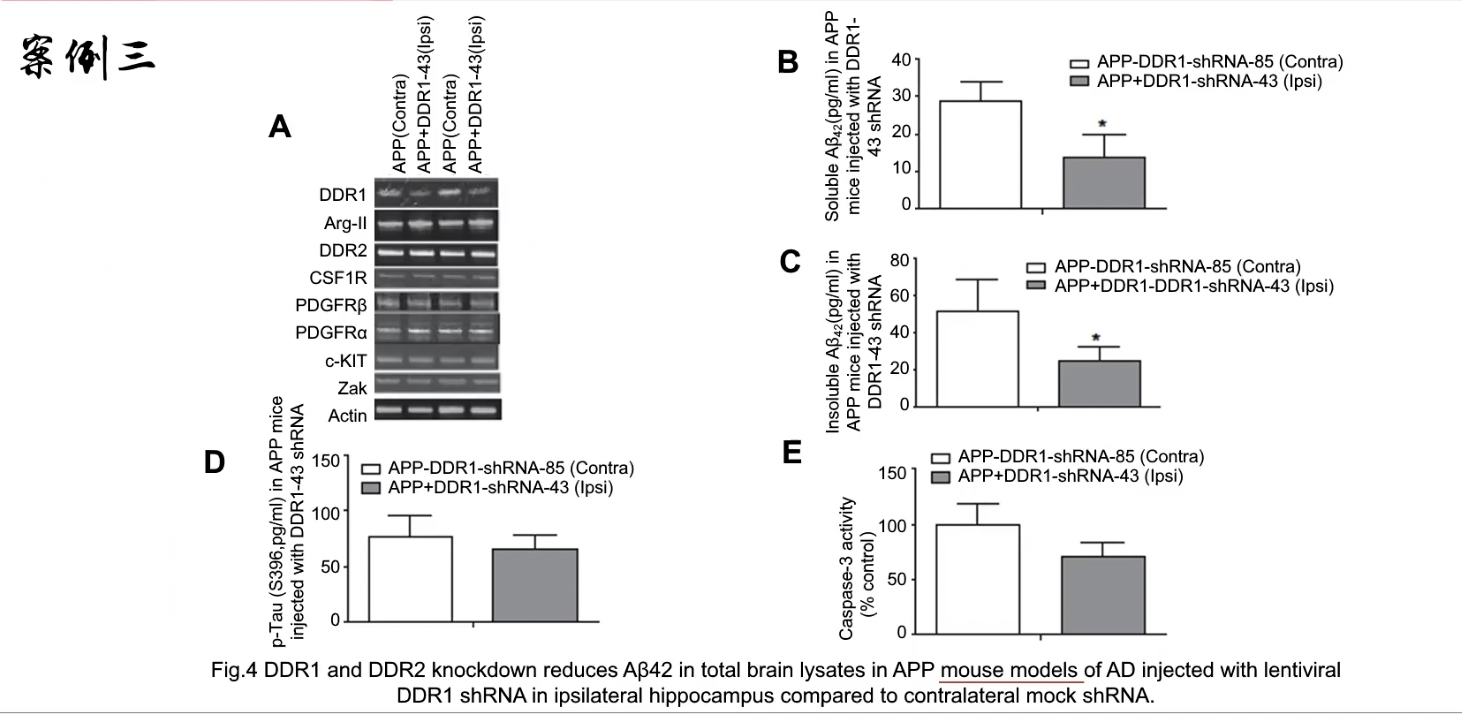 案例三
A
APP(Contra)
APP+DDR1-43(Ipsi)
APP(Contra)
APP+DDR1-43(Ipsi)
DDR1
Arg-II
DDR2
CSF1R
PDGFRβ
PDGFRα
c-KIT
Zak
Actin
B
Soluble Aβ42(pg/ml) in APP
mice injected with DDR1-
43 shRNA
40
30
20
10
0
APP-DDR1-shRNA-85 (Contra)
APP+DDR1-shRNA-43 (Ipsi)
*
C
Insoluble Aβ42(pg/ml) in
APP mice injected with
DDR1-43 shRNA
80
60
40
20
0
APP-DDR1-shRNA-85 (Contra)
APP+DDR1-DDR1-shRNA-43 (Ipsi)
*
D
p-Tau (S396,pg/ml) in APP mice
injected with DDR1-43 shRNA
150
100
50
0
APP-DDR1-shRNA-85 (Contra)
APP+DDR1-shRNA-43 (Ipsi)
E
Caspase-3 activity
(% control)
150
100
50
0
APP-DDR1-shRNA-85 (Contra)
APP+DDR1-shRNA-43 (Ipsi)
Fig.4 DDR1 and DDR2 knockdown reduces Aβ42 in total brain lysates in APP mouse models of AD injected with lentiviral
DDR1 shRNA in ipsilateral hippocampus compared to contralateral mock shRNA.